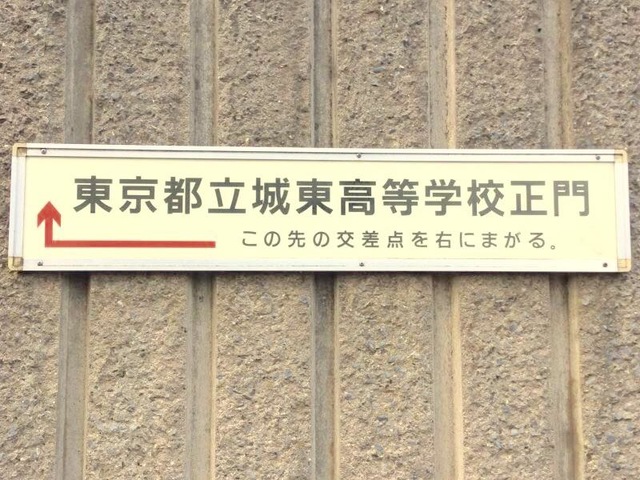 東京都立城東高等学校正門
この先の交差点を右にまがる。